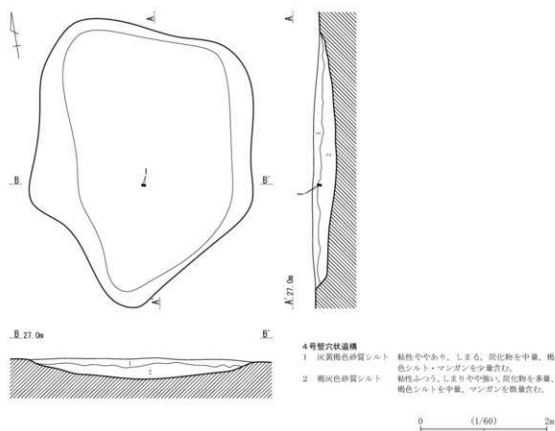 A
A
1
1
2
1
B
B'
A'
A' 27.0m
B 27.0m
B'
1
2
4号竪穴状遺構
1 灰黄褐色砂質シルト 粘性ややあり、しまる。炭化物を中量、褐
色シルト・マンガンを少量含む。
2 褐灰色砂質シルト 粘性ふつう、しまりやや強い。炭化物を多量、
褐色シルトを中量、マンガンを微量含む。
0 (1/60) 2m